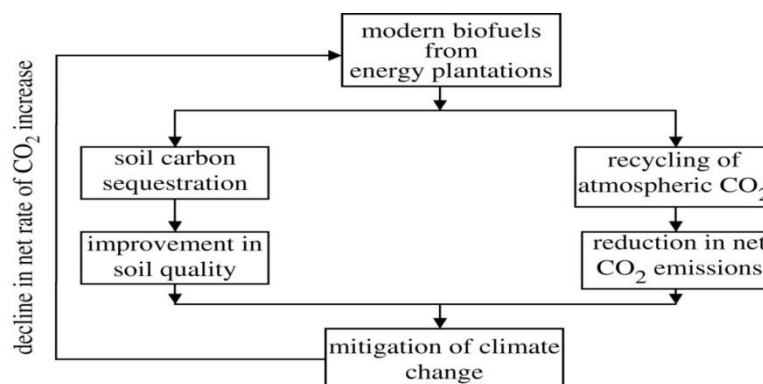 modern biofuels
from
energy plantations
decline in net rate of CO₂ increase
soil carbon
sequestration
recycling of
atmospheric CO₂
improvement in
soil quality
reduction in net
CO₂ emissions
mitigation of climate
change